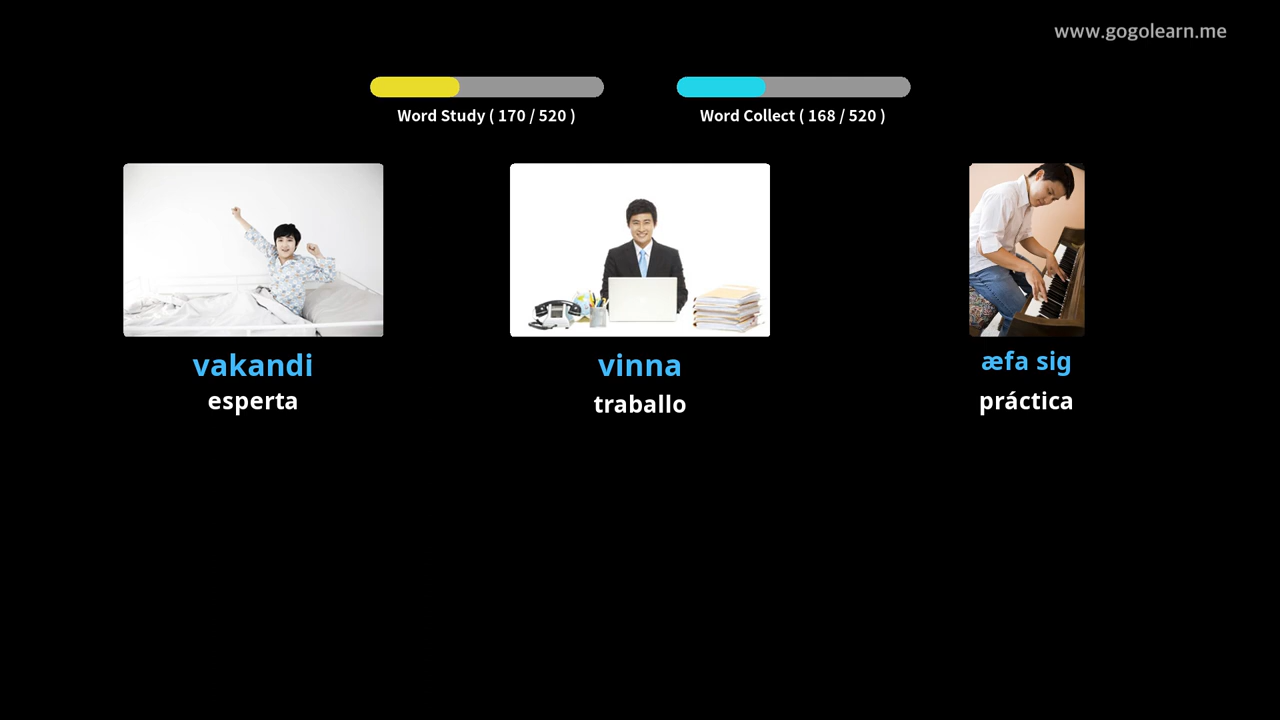 www.gogolearn.me
Word Study ( 170 / 520 )
Word Collect ( 168 / 520 )
vakandi
esperta
vinna
traballo
æfa sig
práctica